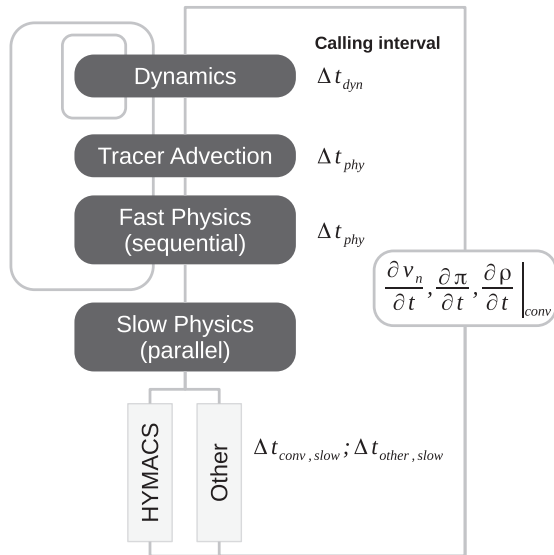 Calling interval
Dynamics
Δt_dyn
Tracer Advection
Δt_phy
Fast Physics
(sequential)
Δt_phy
∂v_n/∂t, ∂π/∂t, ∂ρ/∂t |_conv
Slow Physics
(parallel)
HYMACS
Other
Δt_conv,slow; Δt_other,slow